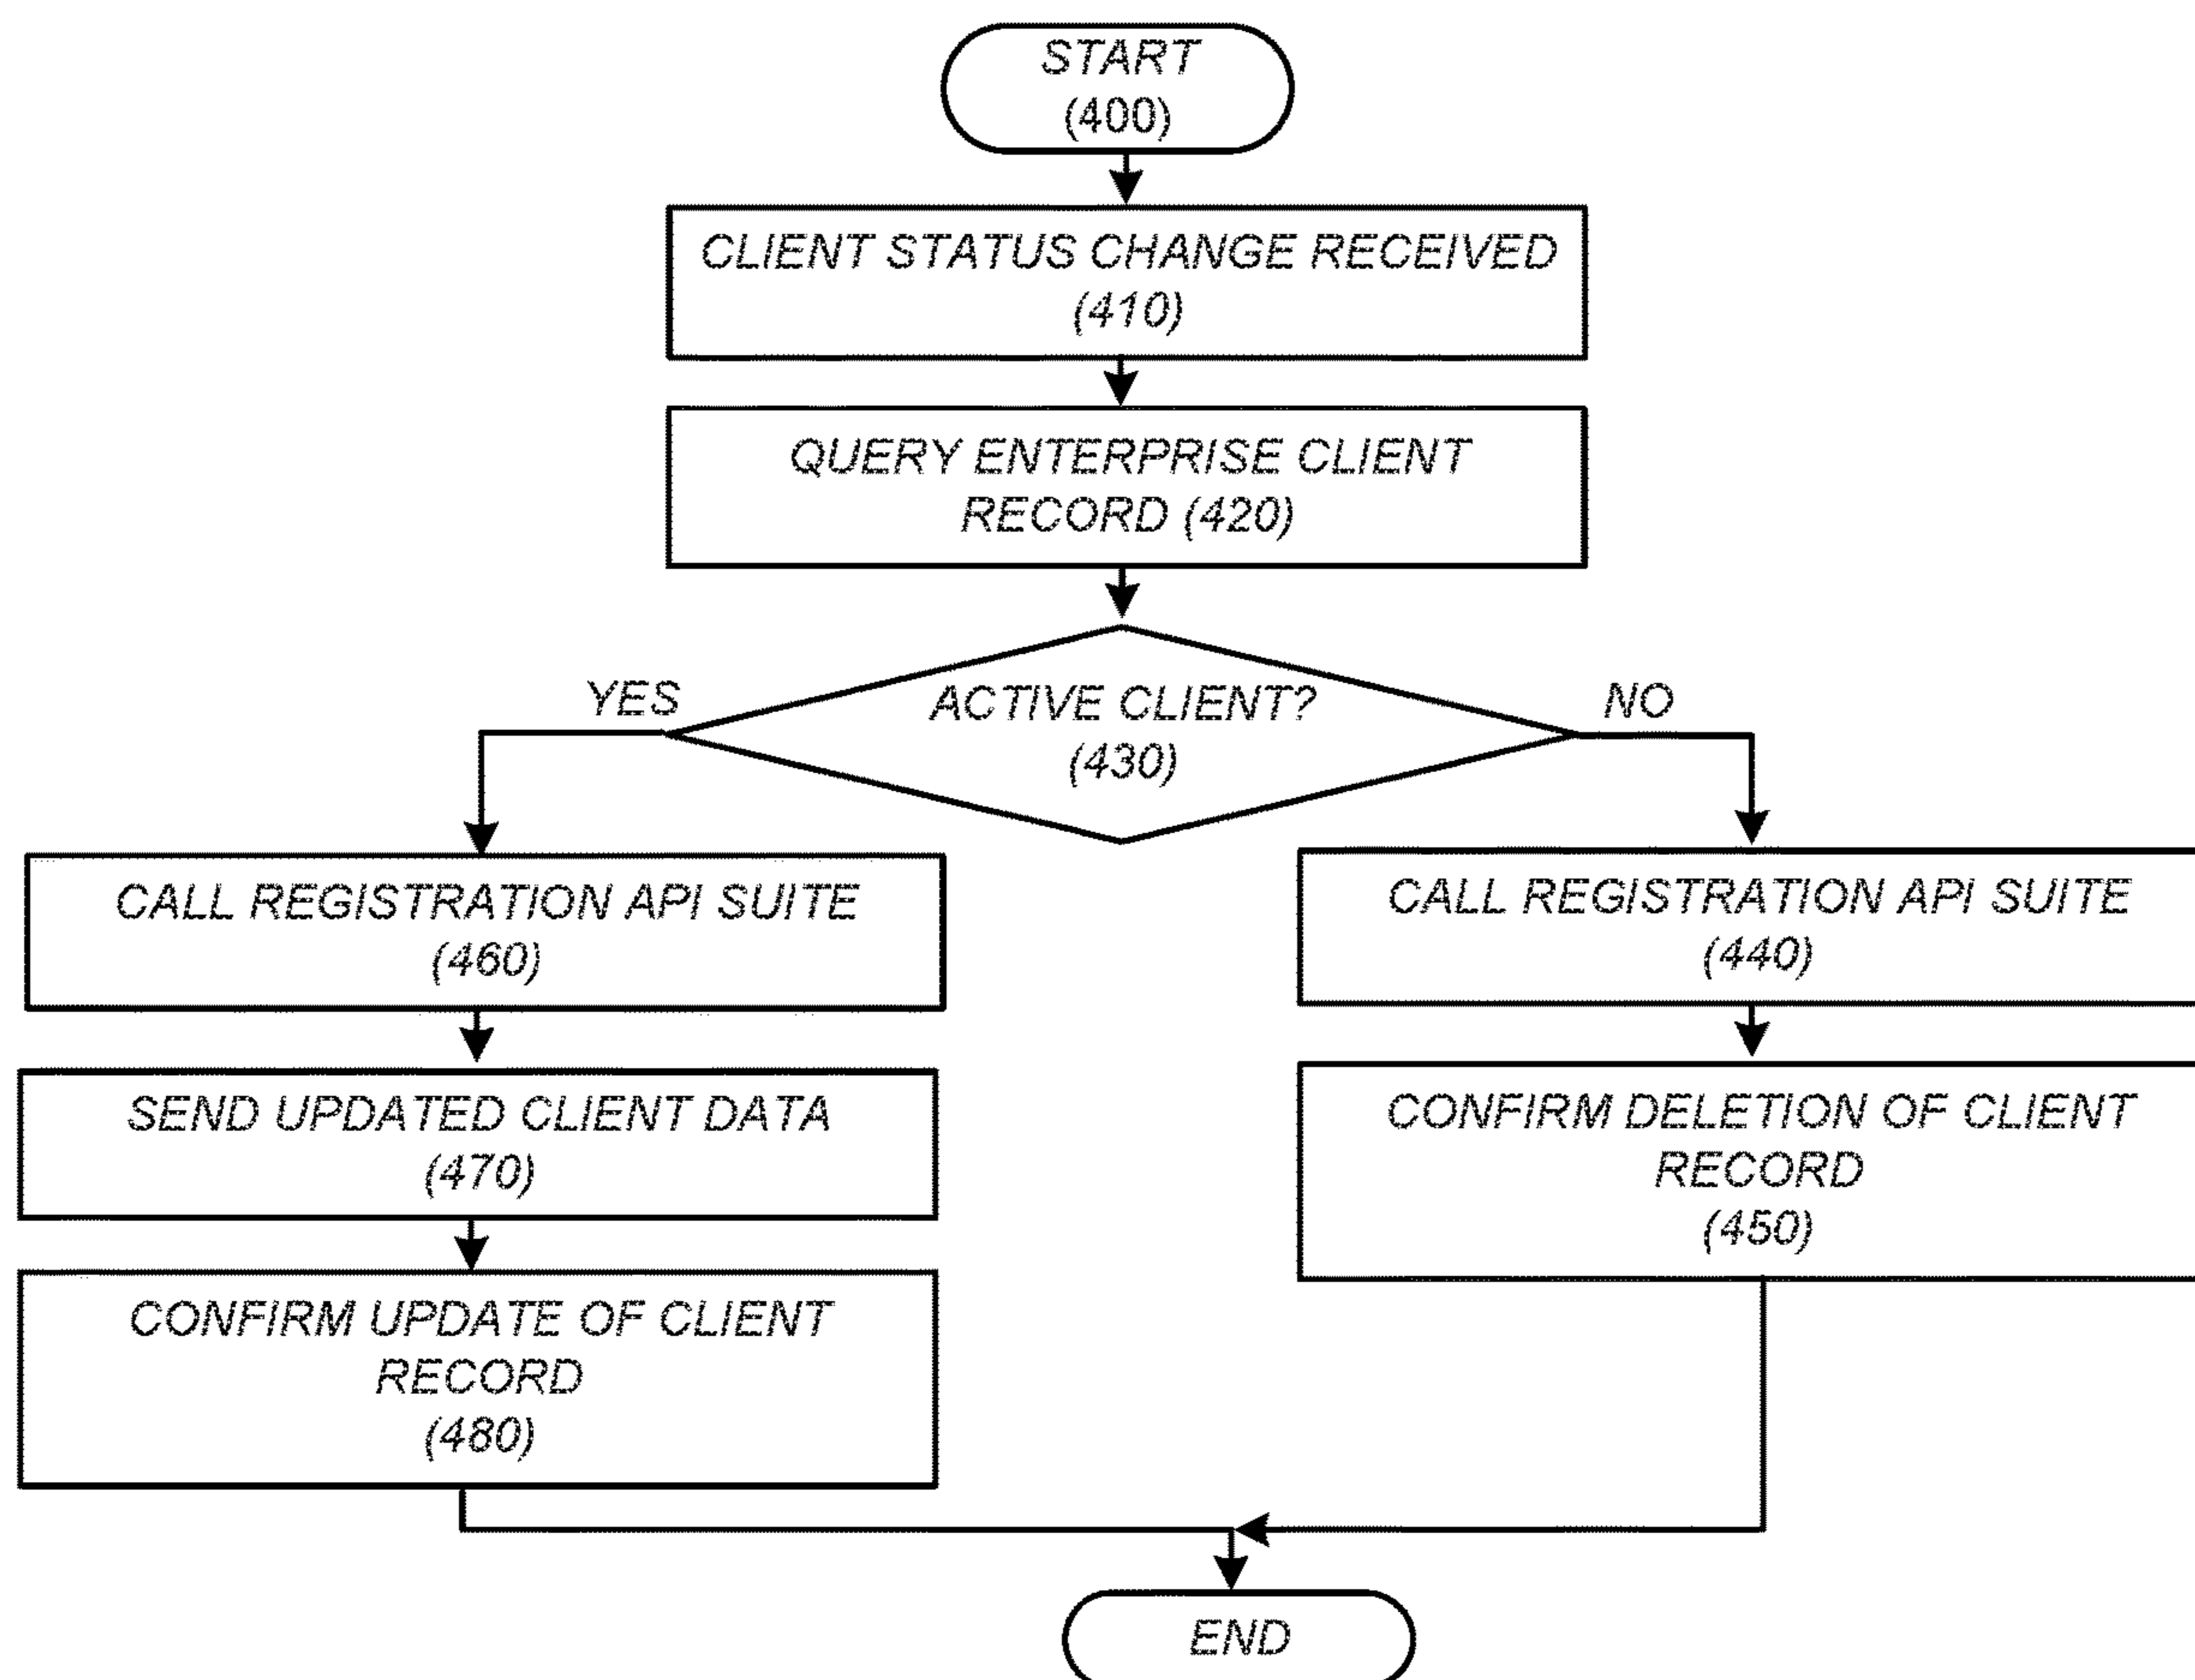 START
(400)
CLIENT STATUS CHANGE RECEIVED
(410)
QUERY ENTERPRISE CLIENT
RECORD (420)
YES
ACTIVE CLIENT?
(430)
NO
CALL REGISTRATION API SUITE
(460)
CALL REGISTRATION API SUITE
(440)
SEND UPDATED CLIENT DATA
(470)
CONFIRM DELETION OF CLIENT
RECORD
(450)
CONFIRM UPDATE OF CLIENT
RECORD
(480)
END